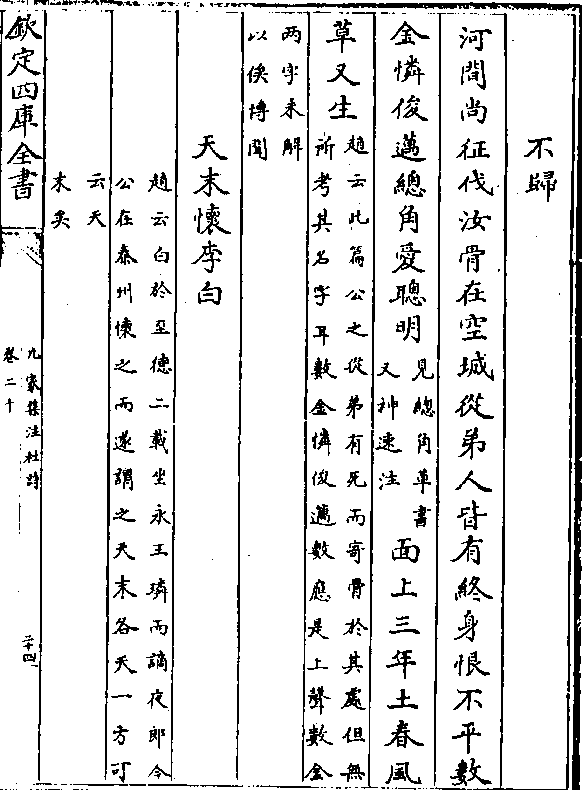 不歸
河間尚征伐汝骨在空城從弟人皆有終身恨不平數
金憐俊邁總角愛聰明
見總角草書
又神速注
面上三年土春風
草又生
趙云此篇公之從弟有死而寄骨於其處但無
所考其名字耳數金憐俊邁數應是上聲數金
兩字未解
以俟博聞
天末懷李白
趙云白於至德二載坐永王璘而謫夜郎今
公在秦州懷之而遂謂之天末各天一方可
云天
末矣
欽定四庫全書
九家集注杜詩
卷二十
二十四